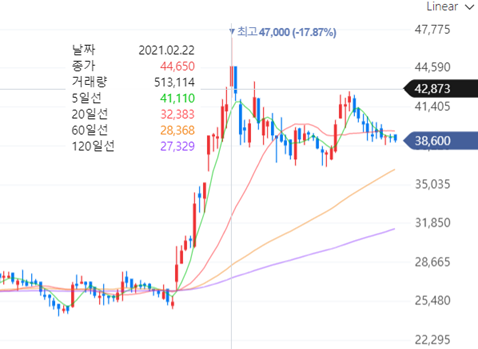 Linear
최고 47,000 (-17.87%)
47,775
날짜 2021.02.22
종가 44,650
44,590
거래량 513,114
42,873
5일선 41,110
41,405
20일선 32,383
60일선 28,368
38,600
120일선 27,329
35,035
31,850
28,665
25,480
22,295